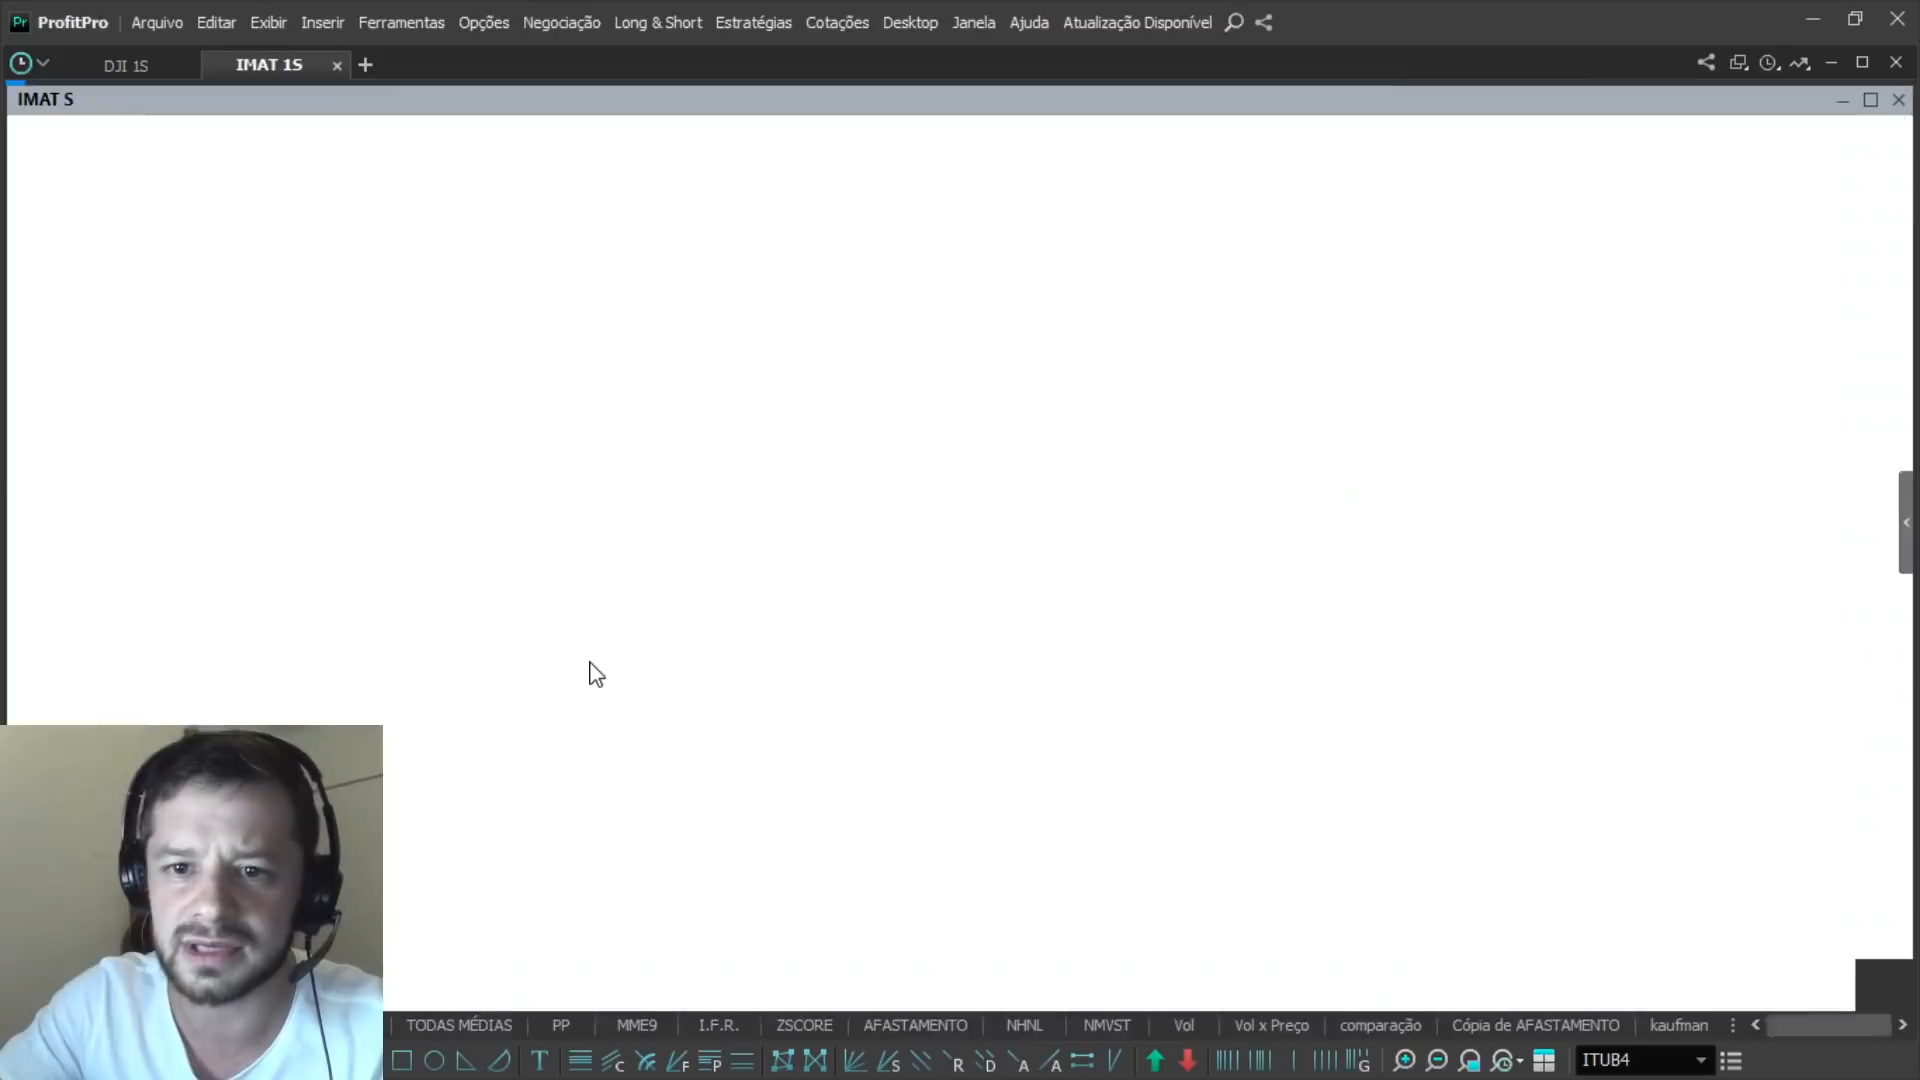 Pr ProfitPro Arquivo Editar Exibir Inserir Ferramentas Opções Negociação Long & Short Estratégias Cotações Desktop Janela Ajuda Atualização Disponível
DJI 1S IMAT 1S
IMAT S
TODAS MÉDIAS PP MME9 I.F.R. ZSCORE AFASTAMENTO NHNL NMVST Vol Vol x Preço comparação Cópia de AFASTAMENTO kaufman
T C F P S R D A A G ITUB4